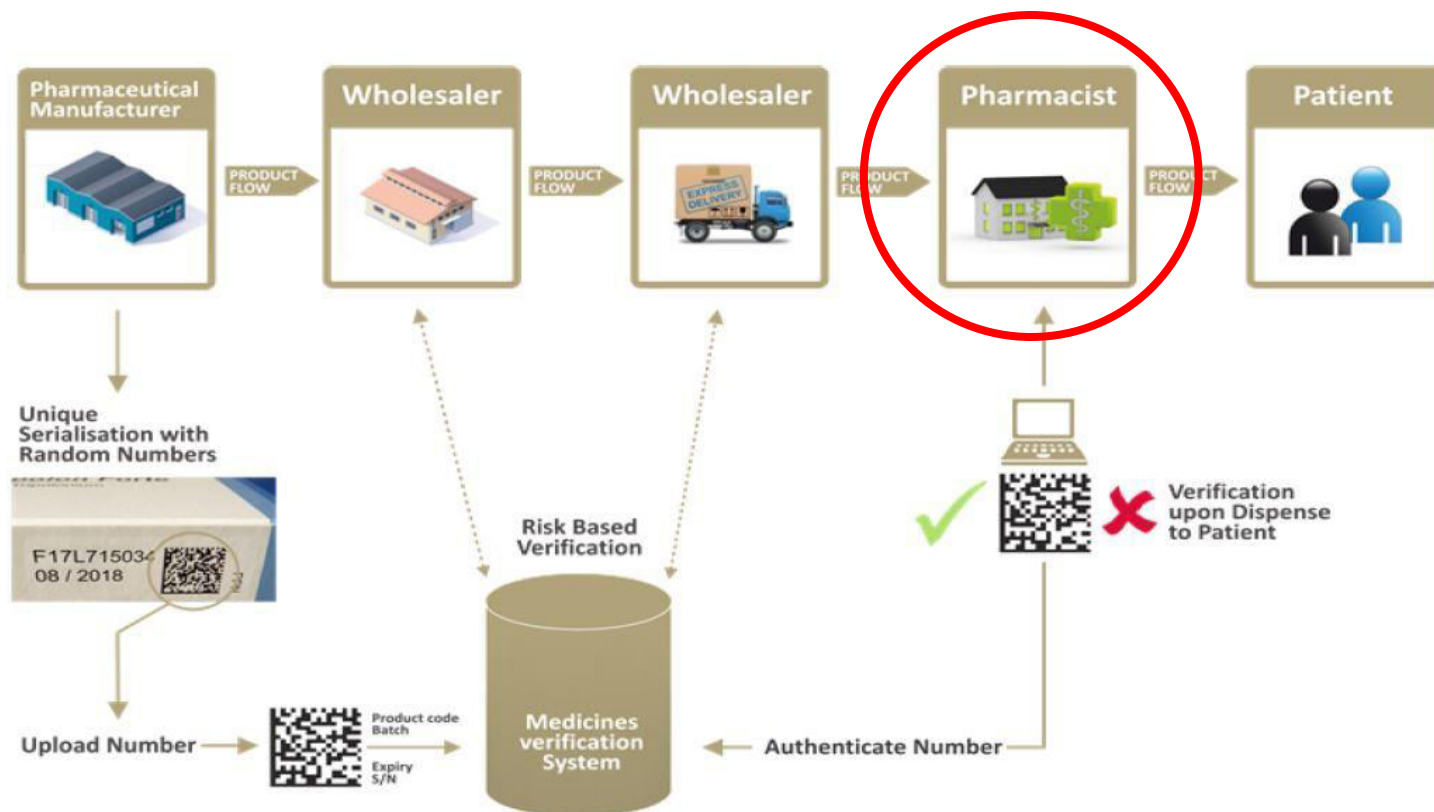 Pharmaceutical
Manufacturer
Wholesaler
Wholesaler
Pharmacist
Patient
PRODUCT
FLOW
PRODUCT
FLOW
EXPRESS
DELIVERY
PRODUCT
FLOW
PRODUCT
FLOW
Unique
Serialisation with
Random Numbers
F17L715034
08 / 2018
Risk Based
Verification
Verification
upon Dispense
to Patient
Upload Number
Product code
Batch
Expiry
S/N
Medicines
verification
System
Authenticate Number